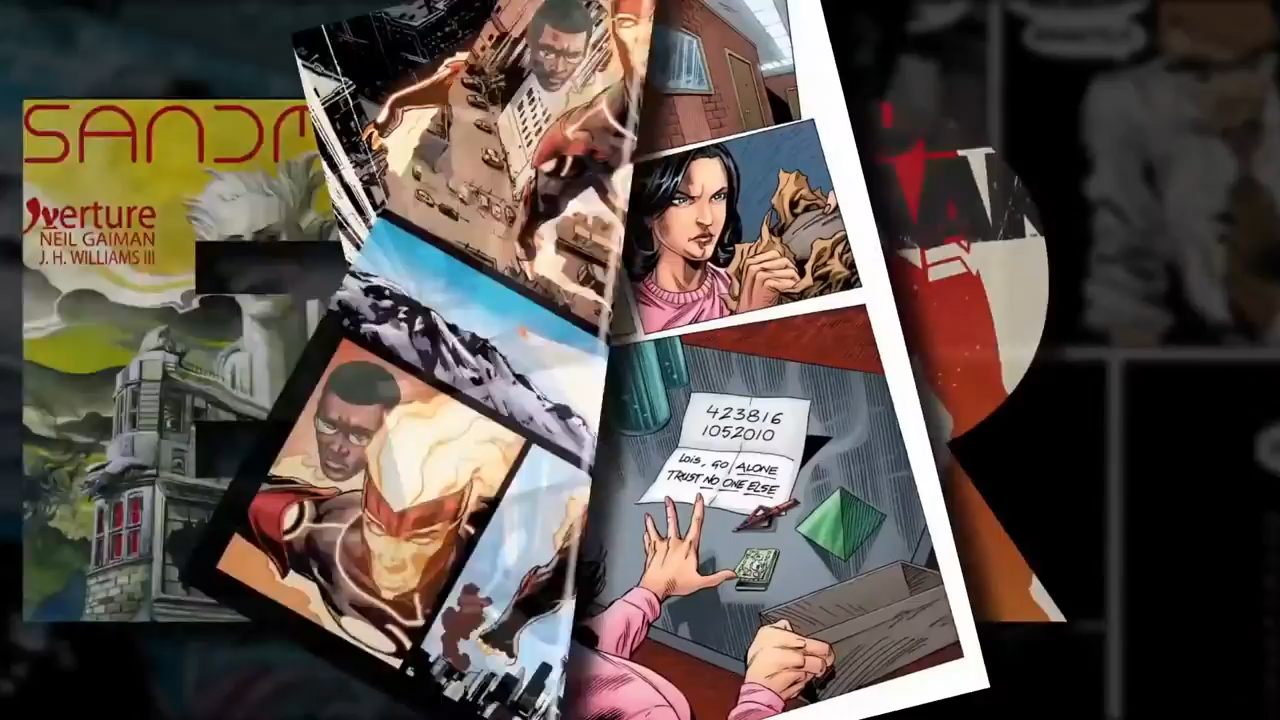 SANDM
Overture
NEIL GAIMAN
J. H. WILLIAMS III
423816
1052010
LOIS, GO ALONE
TRUST NO ONE ELSE